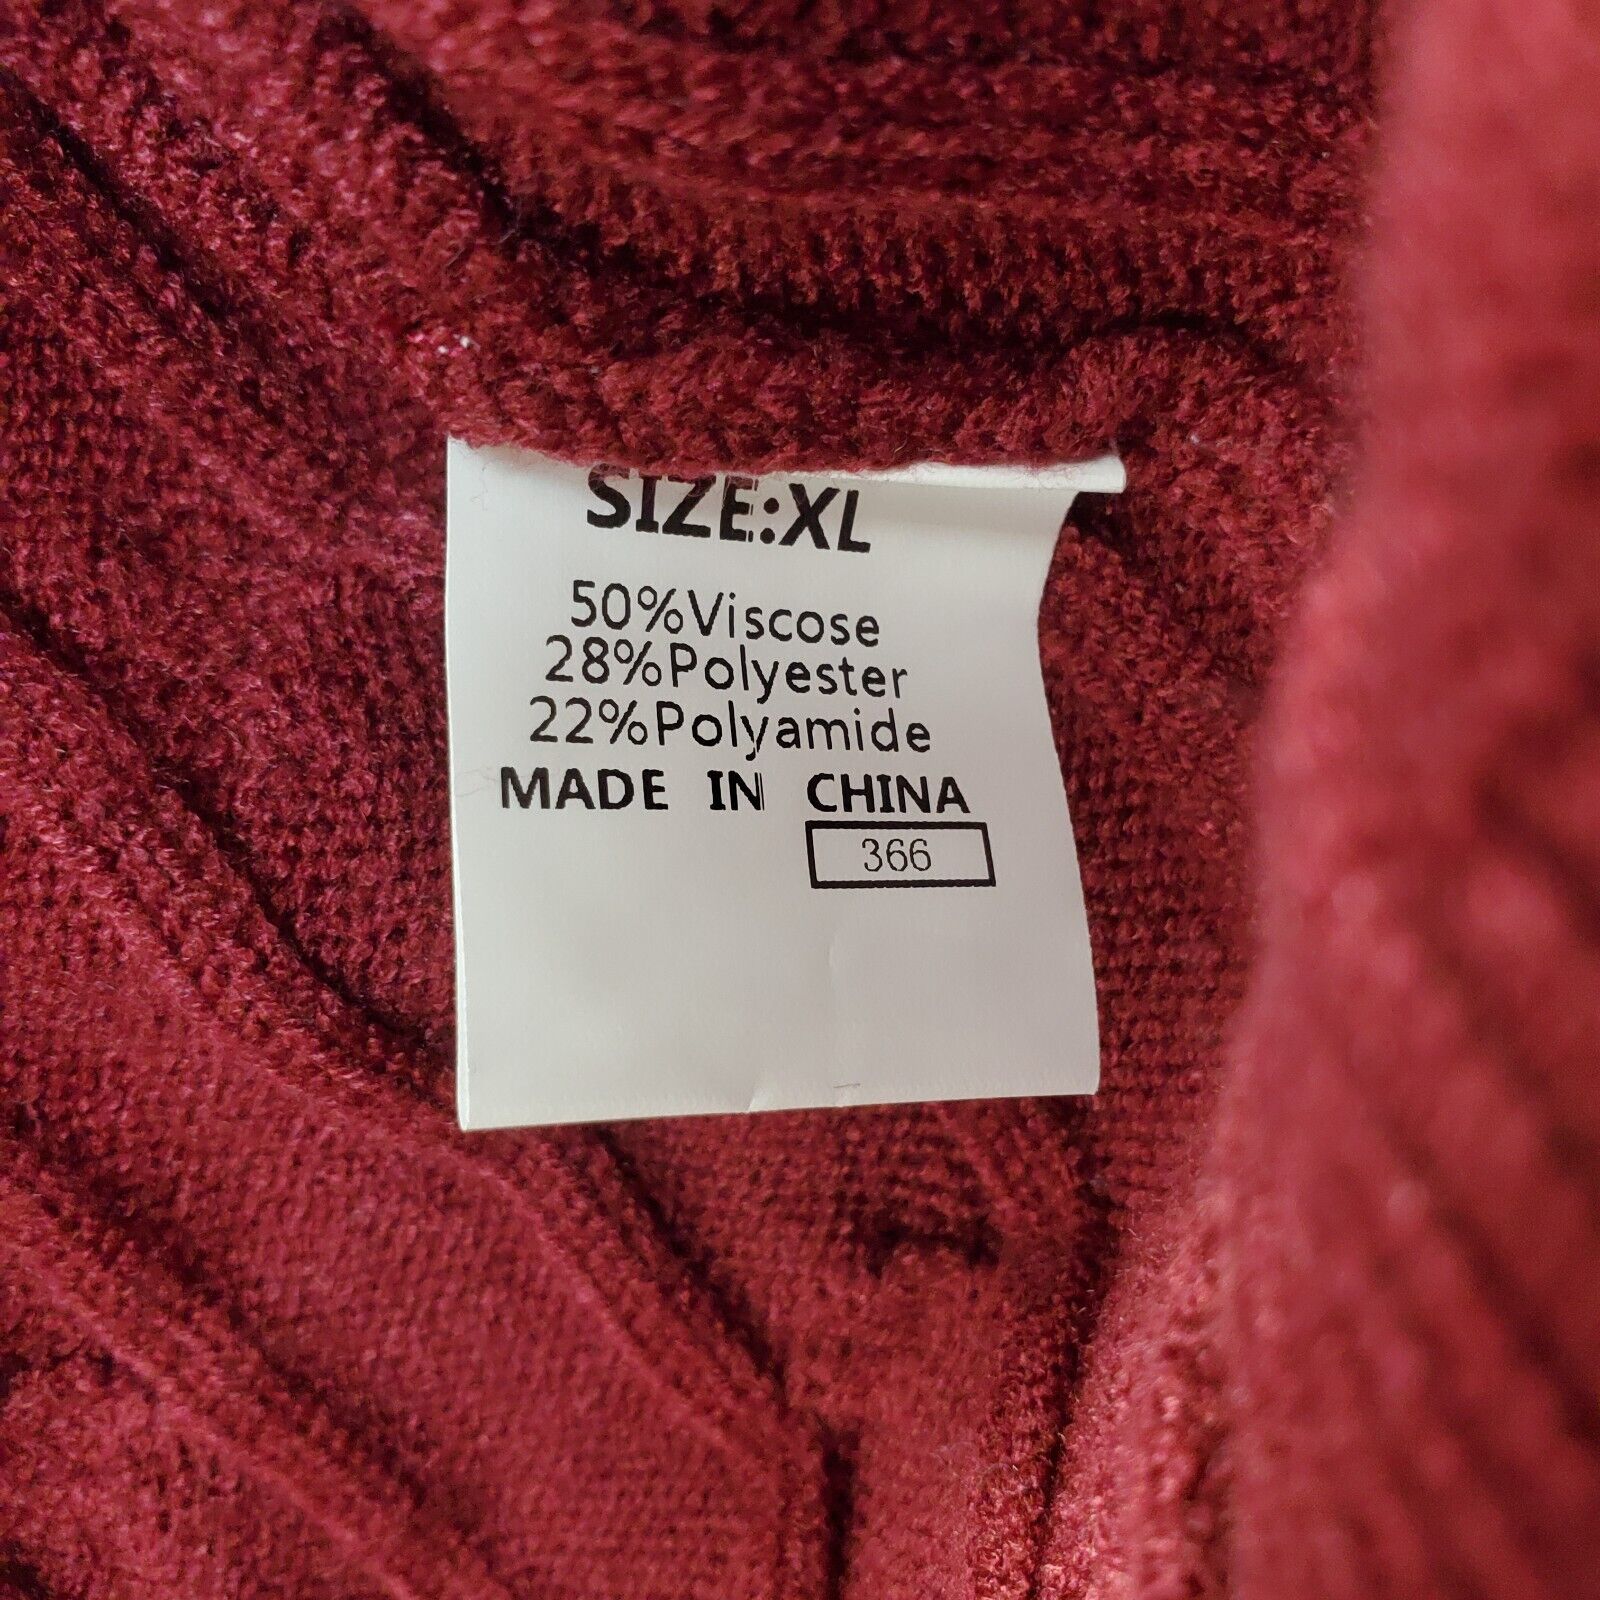 SIZE:XL
50%Viscose
28%Polyester
22%Polyamide
MADE IN CHINA
366